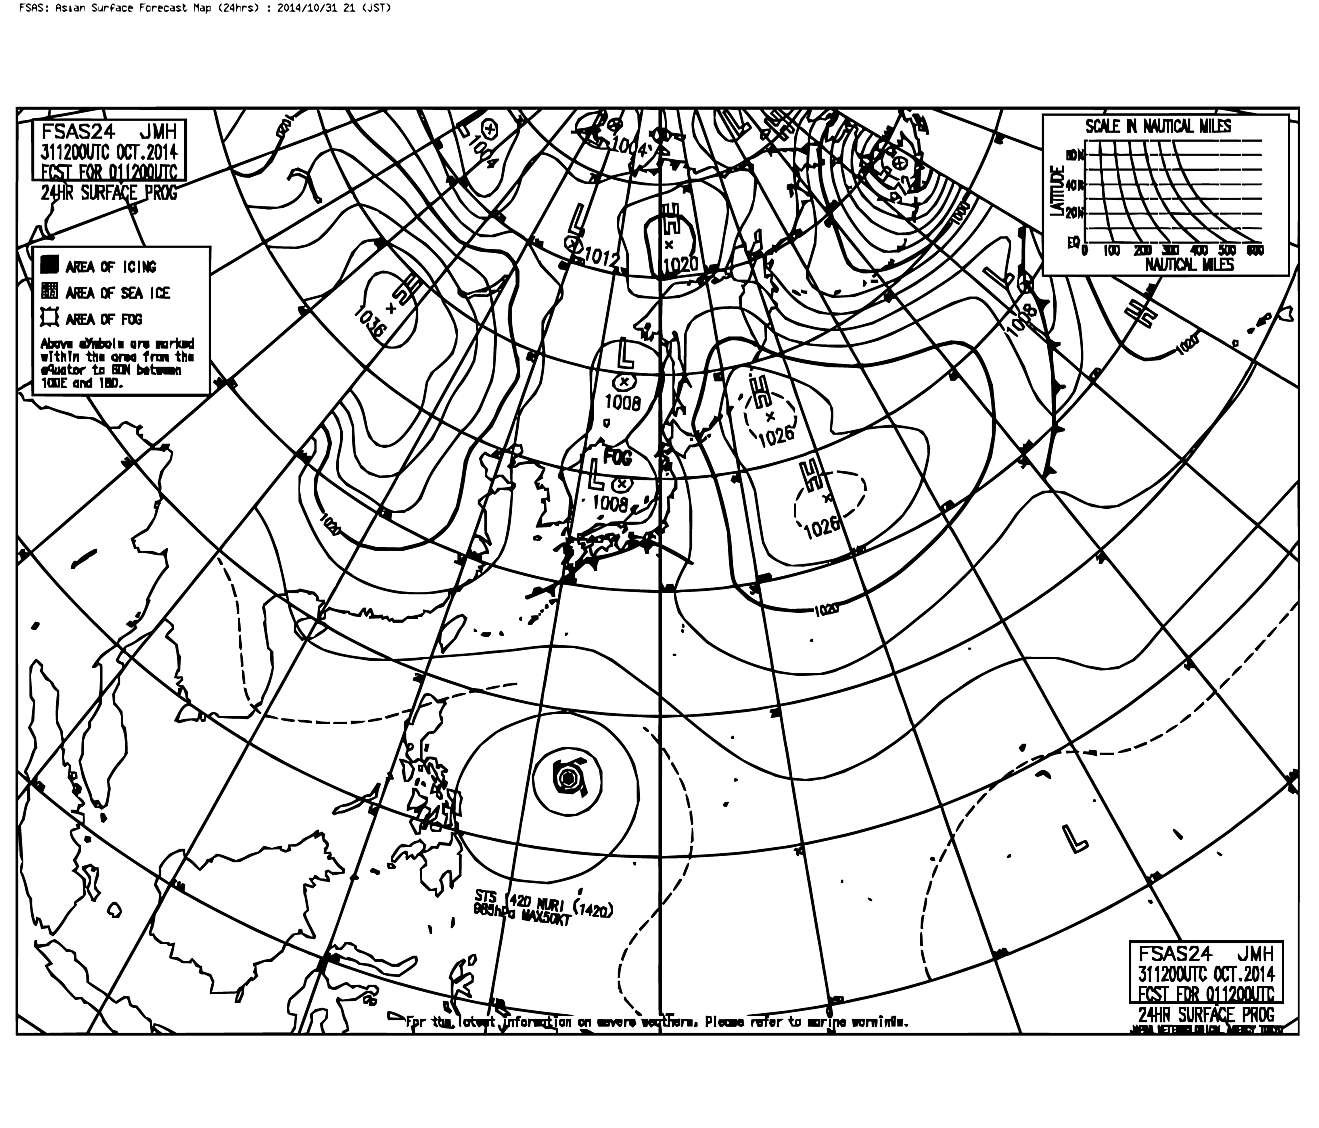 FSAS: Asian Surface Forecast Map (24hrs) : 2014/10/31 21 (JST)
FSAS24 JMH
311200UTC OCT.2014
FCST FOR 011200UTC
24HR SURFACE PROG
SCALE IN NAUTICAL MILES
LATITUDE
60N
40N
20N
EQ
0 100 200 300 400 500 600
NAUTICAL MILES
AREA OF ICING
AREA OF SEA ICE
AREA OF FOG
Above symbols are marked
within the area from the
equator to 60N between
100E and 180.
1020
L
1004
1004
L
H
972
1000
L
1012
H
1020
H
1036
L
1008
H
1020
L
1008
H
1026
FOG
L
1008
H
1026
1020
1020
L
STS 1420 NURI (1420)
985hPa MAX50KT
FSAS24 JMH
311200UTC OCT.2014
FCST FOR 011200UTC
24HR SURFACE PROG
JAPAN METEOROLOGICAL AGENCY TOKYO
For the latest information on severe weathers, Please refer to marine warnings.